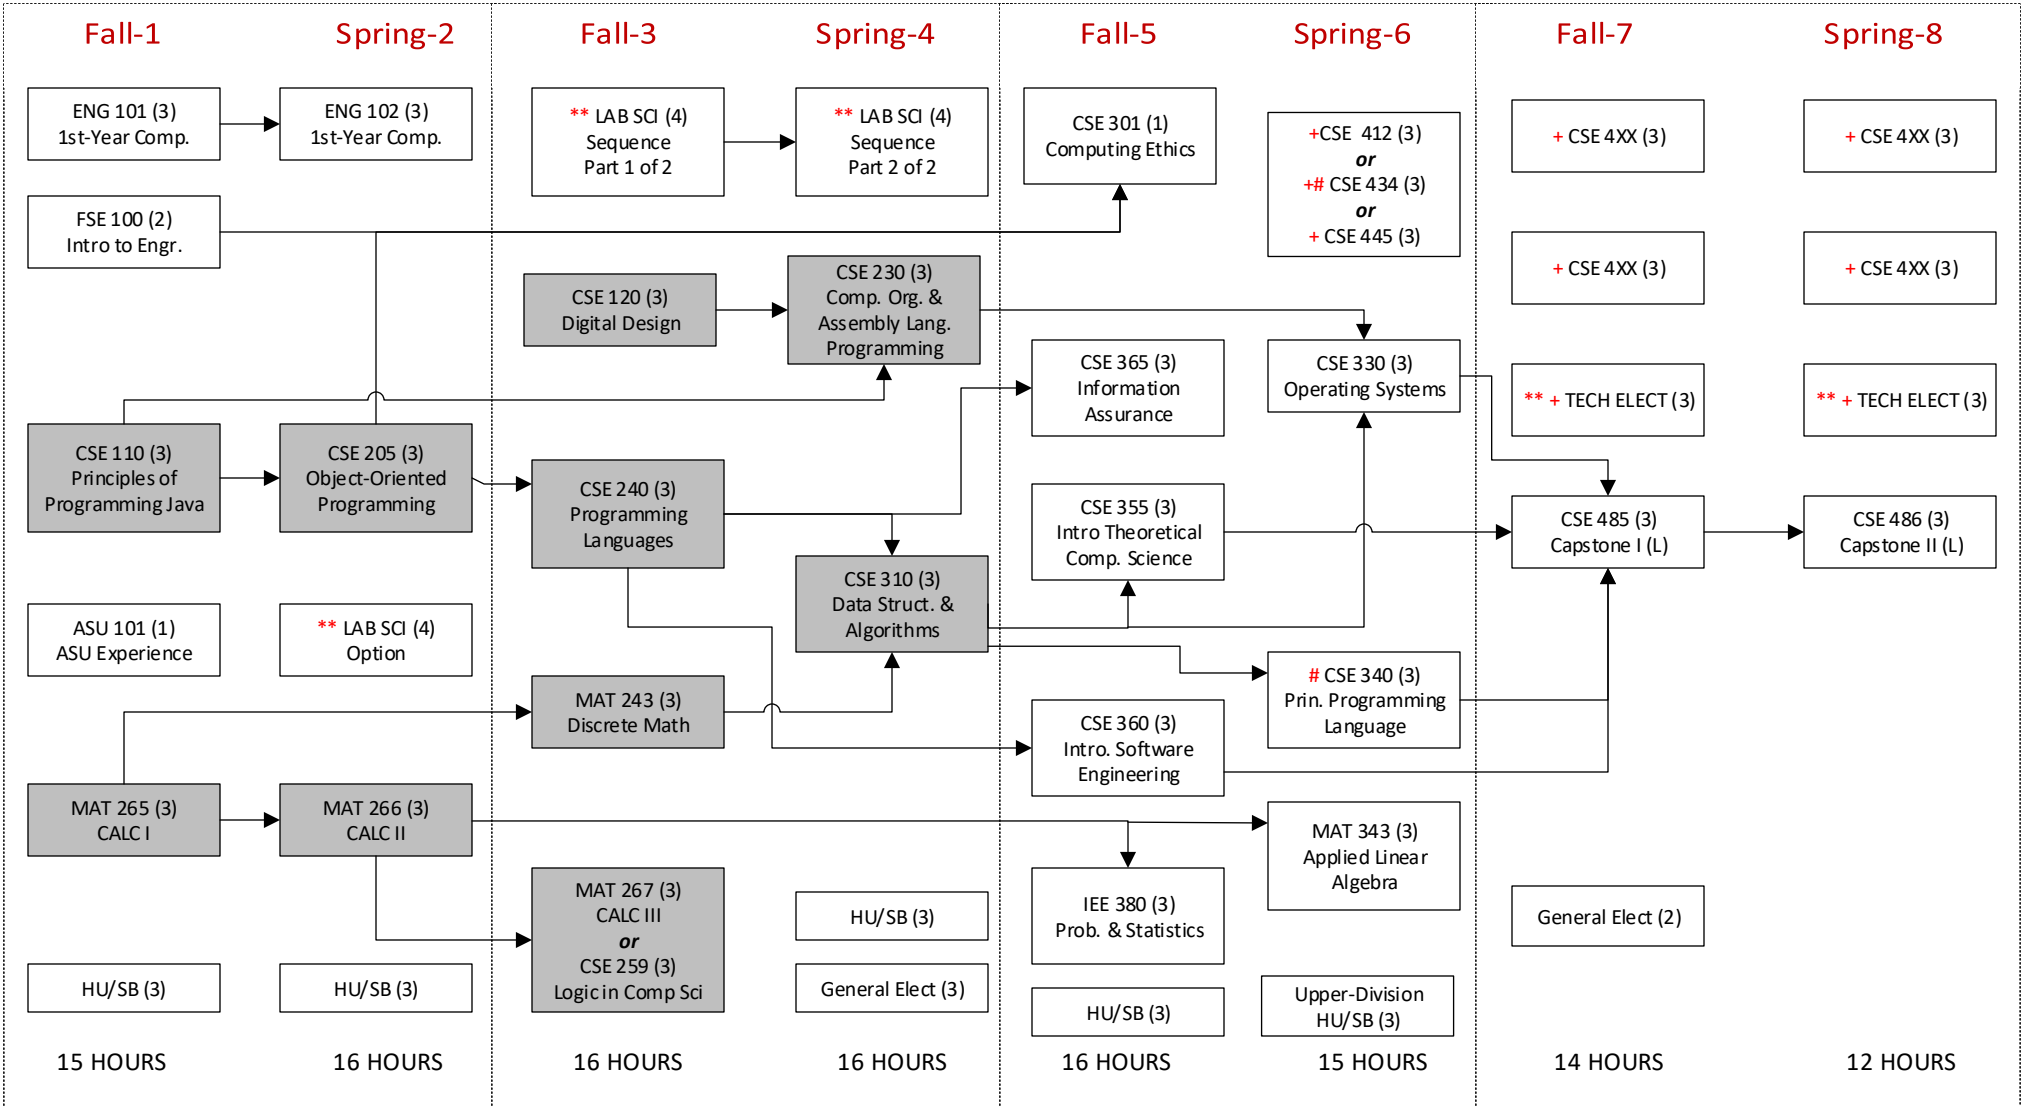 Fall-1
Spring-2
Fall-3
Spring-4
Fall-5
Spring-6
Fall-7
Spring-8
ENG 101 (3)
1st-Year Comp.
FSE 100 (2)
Intro to Engr.
CSE 110 (3)
Principles of
Programming Java
ASU 101 (1)
ASU Experience
MAT 265 (3)
CALC I
HU/SB (3)
15 HOURS
ENG 102 (3)
1st-Year Comp.
CSE 205 (3)
Object-Oriented
Programming
** LAB SCI (4)
Option
MAT 266 (3)
CALC II
HU/SB (3)
16 HOURS
** LAB SCI (4)
Sequence
Part 1 of 2
CSE 120 (3)
Digital Design
CSE 240 (3)
Programming
Languages
MAT 243 (3)
Discrete Math
MAT 267 (3)
CALC III
or
CSE 259 (3)
Logic in Comp Sci
16 HOURS
** LAB SCI (4)
Sequence
Part 2 of 2
CSE 230 (3)
Comp. Org. &
Assembly Lang.
Programming
CSE 310 (3)
Data Struct. &
Algorithms
HU/SB (3)
General Elect (3)
16 HOURS
CSE 301 (1)
Computing Ethics
CSE 365 (3)
Information
Assurance
CSE 355 (3)
Intro Theoretical
Comp. Science
CSE 360 (3)
Intro. Software
Engineering
IEE 380 (3)
Prob. & Statistics
HU/SB (3)
16 HOURS
+CSE 412 (3)
or
+# CSE 434 (3)
or
+ CSE 445 (3)
CSE 330 (3)
Operating Systems
# CSE 340 (3)
Prin. Programming
Language
MAT 343 (3)
Applied Linear
Algebra
Upper-Division
HU/SB (3)
15 HOURS
+ CSE 4XX (3)
+ CSE 4XX (3)
** + TECH ELECT (3)
CSE 485 (3)
Capstone I (L)
General Elect (2)
14 HOURS
+ CSE 4XX (3)
+ CSE 4XX (3)
** + TECH ELECT (3)
CSE 486 (3)
Capstone II (L)
12 HOURS